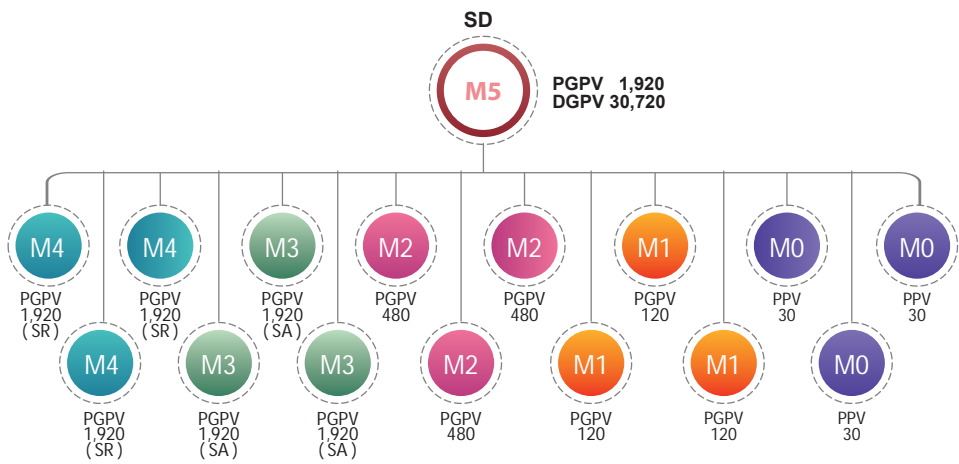 SD
M5
PGPV 1,920
DGPV 30,720
M4
PGPV
1,920
(SR)
M4
PGPV
1,920
(SR)
M3
PGPV
1,920
(SA)
M2
PGPV
480
M2
PGPV
480
M1
PGPV
120
M0
PPV
30
M0
PPV
30
M4
PGPV
1,920
(SR)
M3
PGPV
1,920
(SA)
M3
PGPV
1,920
(SA)
M2
PGPV
480
M1
PGPV
120
M1
PGPV
120
M0
PPV
30